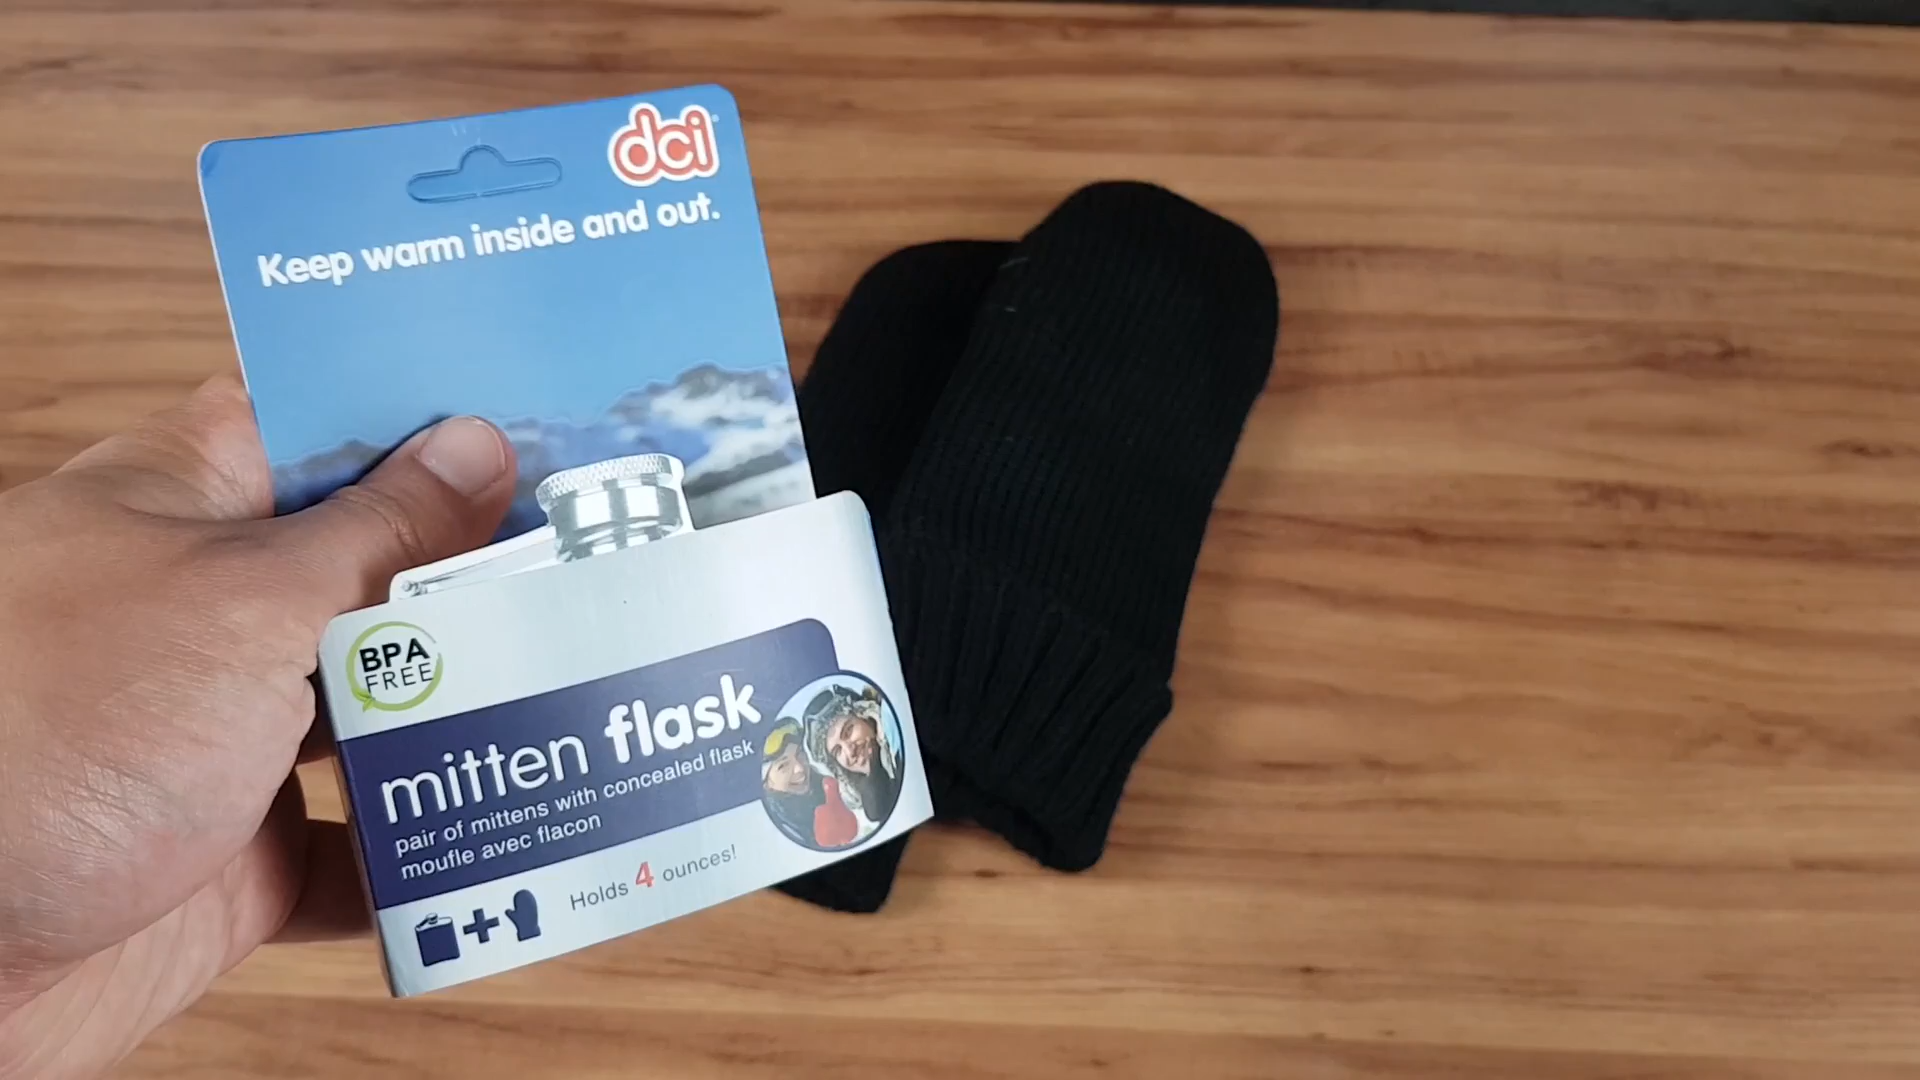 dci
Keep warm inside and out.
BPA
FREE
mitten flask
pair of mittens with concealed flask
moufle avec flacon
Holds 4 ounces!